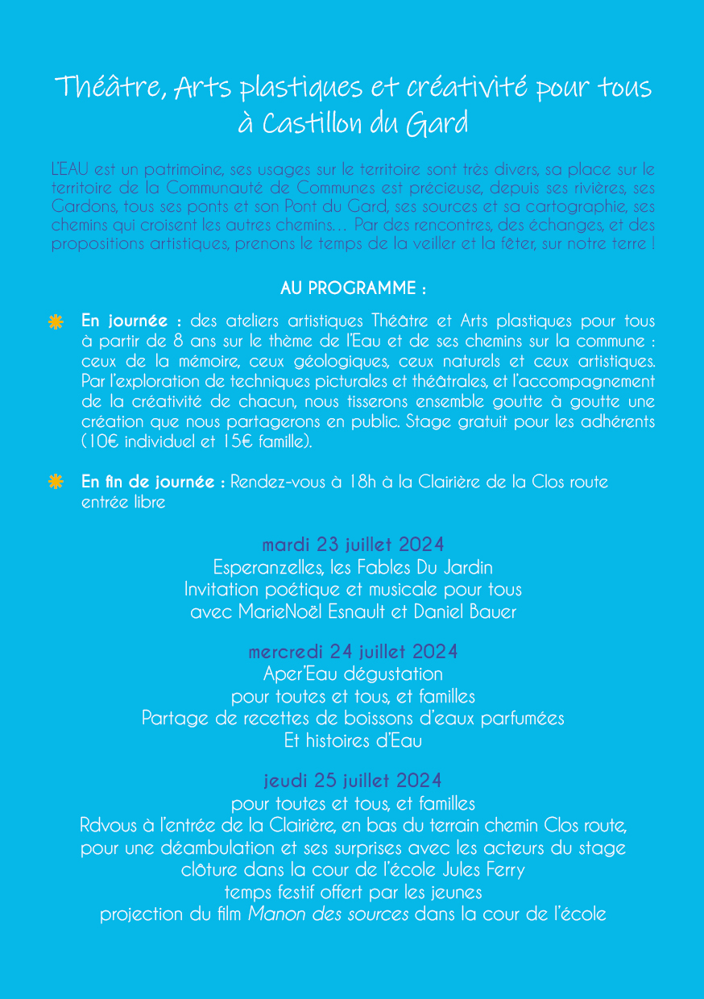 Théâtre, Arts plastiques et créativité pour tous
à Castillon du Gard
L'EAU est un patrimoine, ses usages sur le territoire sont très divers, sa place sur le
territoire de la Communauté de Communes est précieuse, depuis ses rivières, ses
Gardons, tous ses ponts et son Pont du Gard, ses sources et sa cartographie, ses
chemins qui croisent les autres chemins... Par des rencontres, des échanges, et des
propositions artistiques, prenons le temps de la veiller et la fêter, sur notre terre !
AU PROGRAMME :
En journée : des ateliers artistiques Théâtre et Arts plastiques pour tous
à partir de 8 ans sur le thème de l'Eau et de ses chemins sur la commune :
ceux de la mémoire, ceux géologiques, ceux naturels et ceux artistiques.
Par l'exploration de techniques picturales et théâtrales, et l'accompagnement
de la créativité de chacun, nous tisserons ensemble goutte à goutte une
création que nous partagerons en public. Stage gratuit pour les adhérents
(10€ individuel et 15€ famille).
En fin de journée : Rendez-vous à 18h à la Clairière de la Clos route
entrée libre
mardi 23 juillet 2024
Esperanzelles, les Fables Du Jardin
Invitation poétique et musicale pour tous
avec MarieNoël Esnault et Daniel Bauer
mercredi 24 juillet 2024
Aper'Eau dégustation
pour toutes et tous, et familles
Partage de recettes de boissons d'eaux parfumées
Et histoires d'Eau
jeudi 25 juillet 2024
pour toutes et tous, et familles
Rdvous à l'entrée de la Clairière, en bas du terrain chemin Clos route,
pour une déambulation et ses surprises avec les acteurs du stage
clôture dans la cour de l'école Jules Ferry
temps festif offert par les jeunes
projection du film Manon des sources dans la cour de l'école